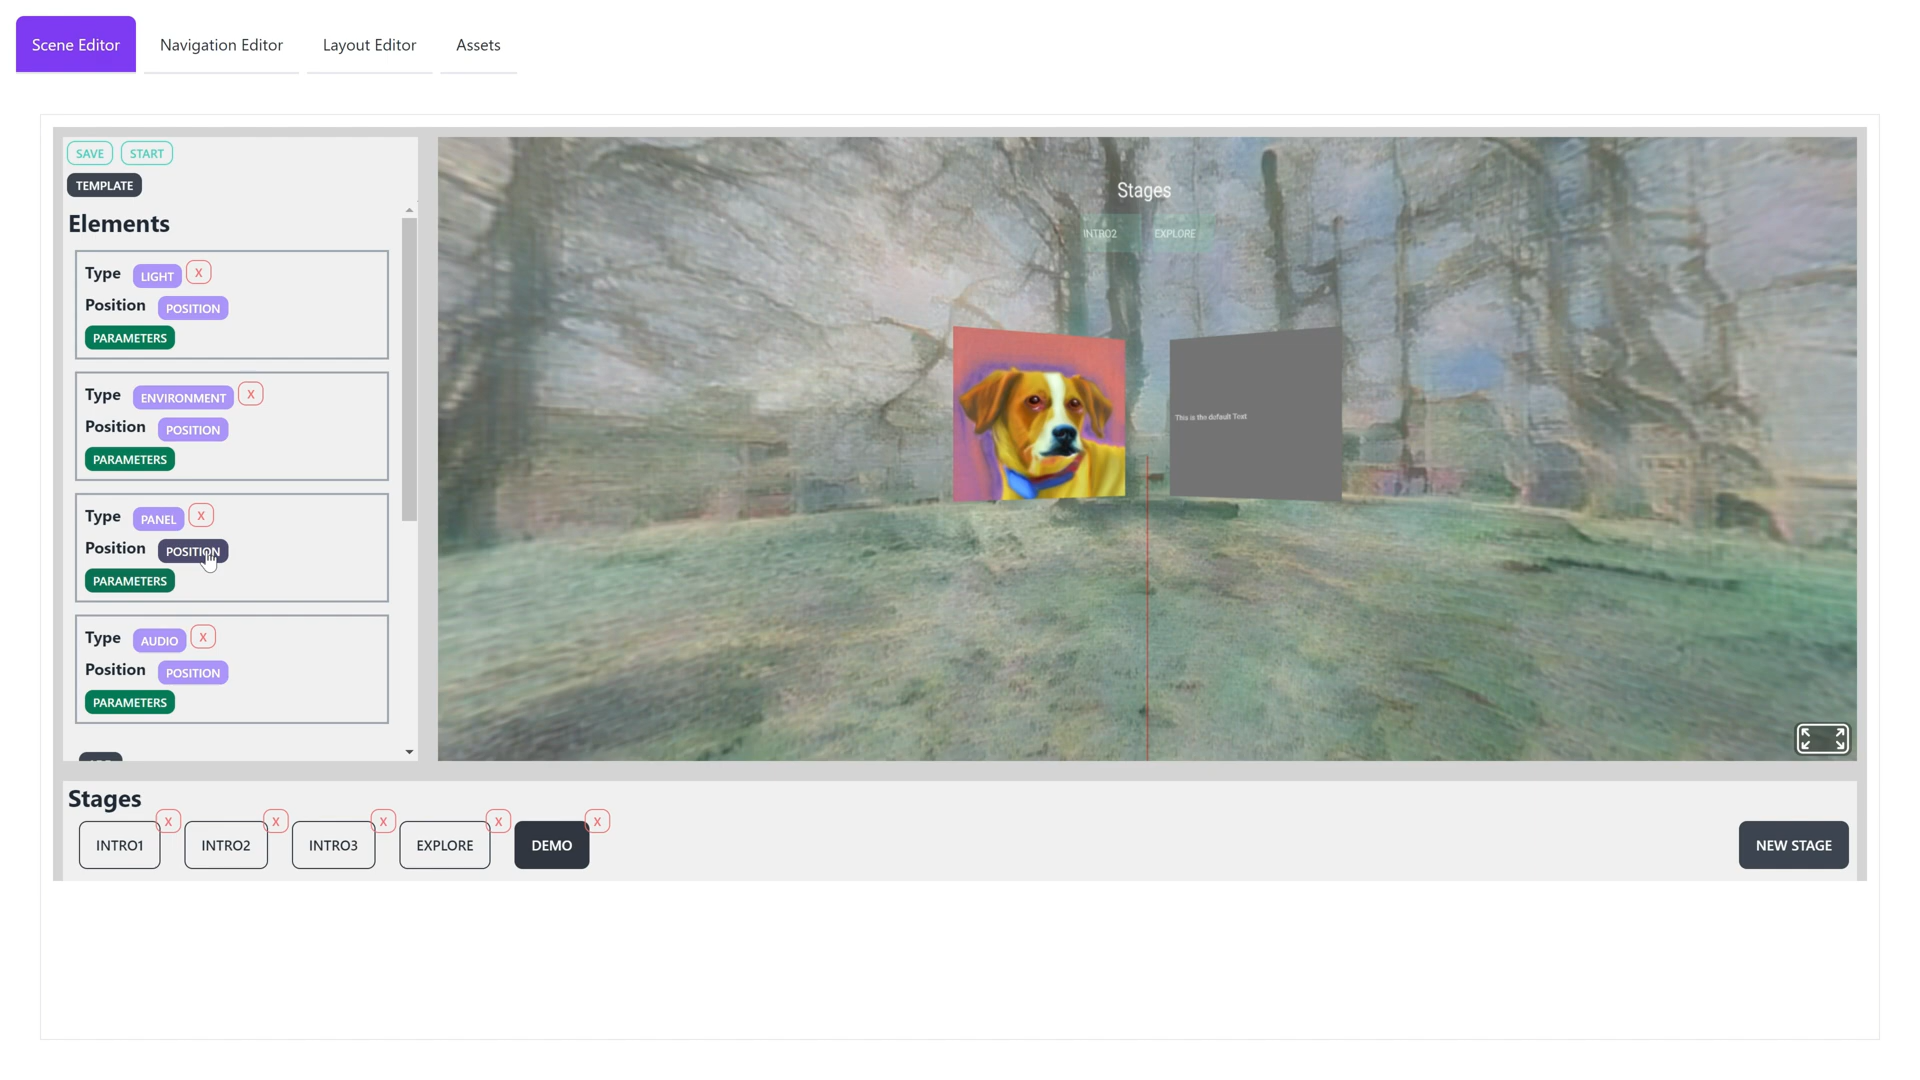 Scene Editor
Navigation Editor
Layout Editor
Assets
SAVE
START
TEMPLATE
Elements
Type LIGHT X
Position POSITION
PARAMETERS
Type ENVIRONMENT X
Position POSITION
PARAMETERS
Type PANEL X
Position POSITION
PARAMETERS
Type AUDIO X
Position POSITION
PARAMETERS
Stages
INTRO2
EXPLORE
This is the default Text
Stages
INTRO1 X
INTRO2 X
INTRO3 X
EXPLORE X
DEMO X
NEW STAGE